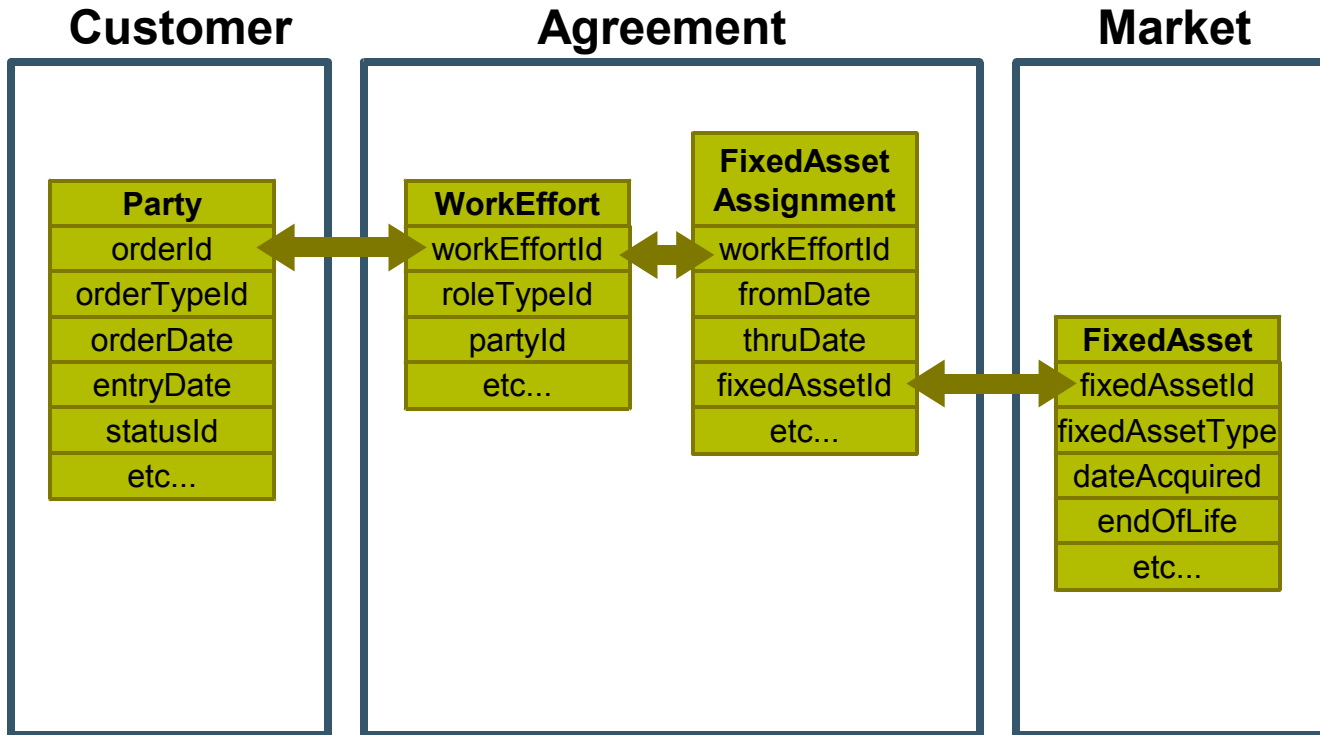 Customer
Agreement
Market
Party
orderId
orderTypeId
orderDate
entryDate
statusId
etc...
WorkEffort
workEffortId
roleTypeId
partyId
etc...
FixedAsset
Assignment
workEffortId
fromDate
thruDate
fixedAssetId
etc...
FixedAsset
fixedAssetId
fixedAssetType
dateAcquired
endOfLife
etc...